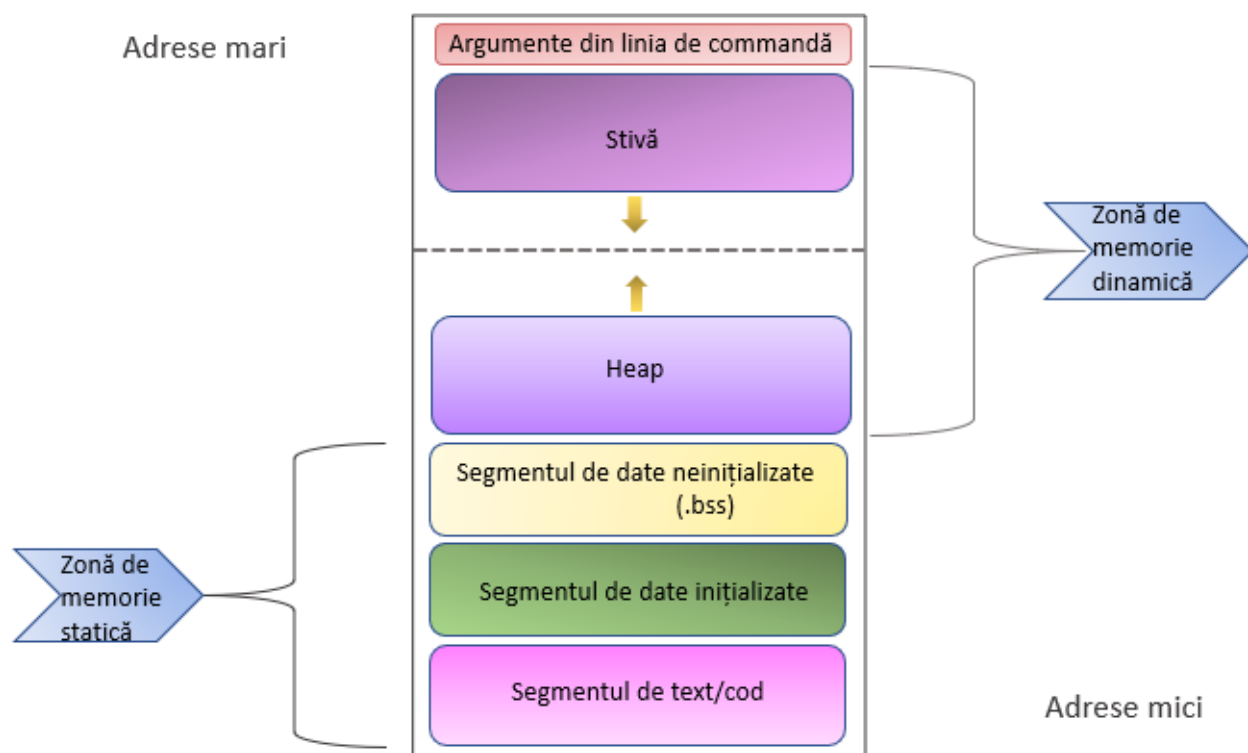 Adrese mari
Argumente din linia de commandă
Stivă
Zonă de
memorie
dinamică
Heap
Segmentul de date neinițializate
(.bss)
Zonă de
memorie
statică
Segmentul de date inițializate
Segmentul de text/cod
Adrese mici